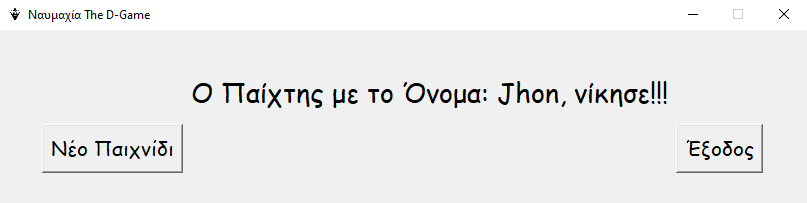 Ναυμαχία The D-Game
Ο Παίχτης με το Όνομα: Jhon, νίκησε!!!
Νέο Παιχνίδι
Έξοδος